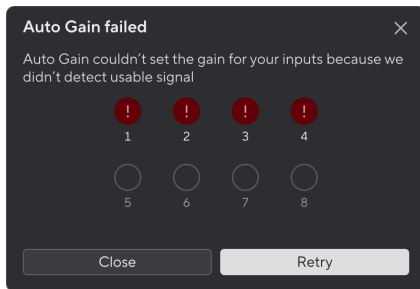 Auto Gain failed
Auto Gain couldn’t set the gain for your inputs because we
didn’t detect usable signal
! ! ! !
1 2 3 4
5 6 7 8
Close Retry